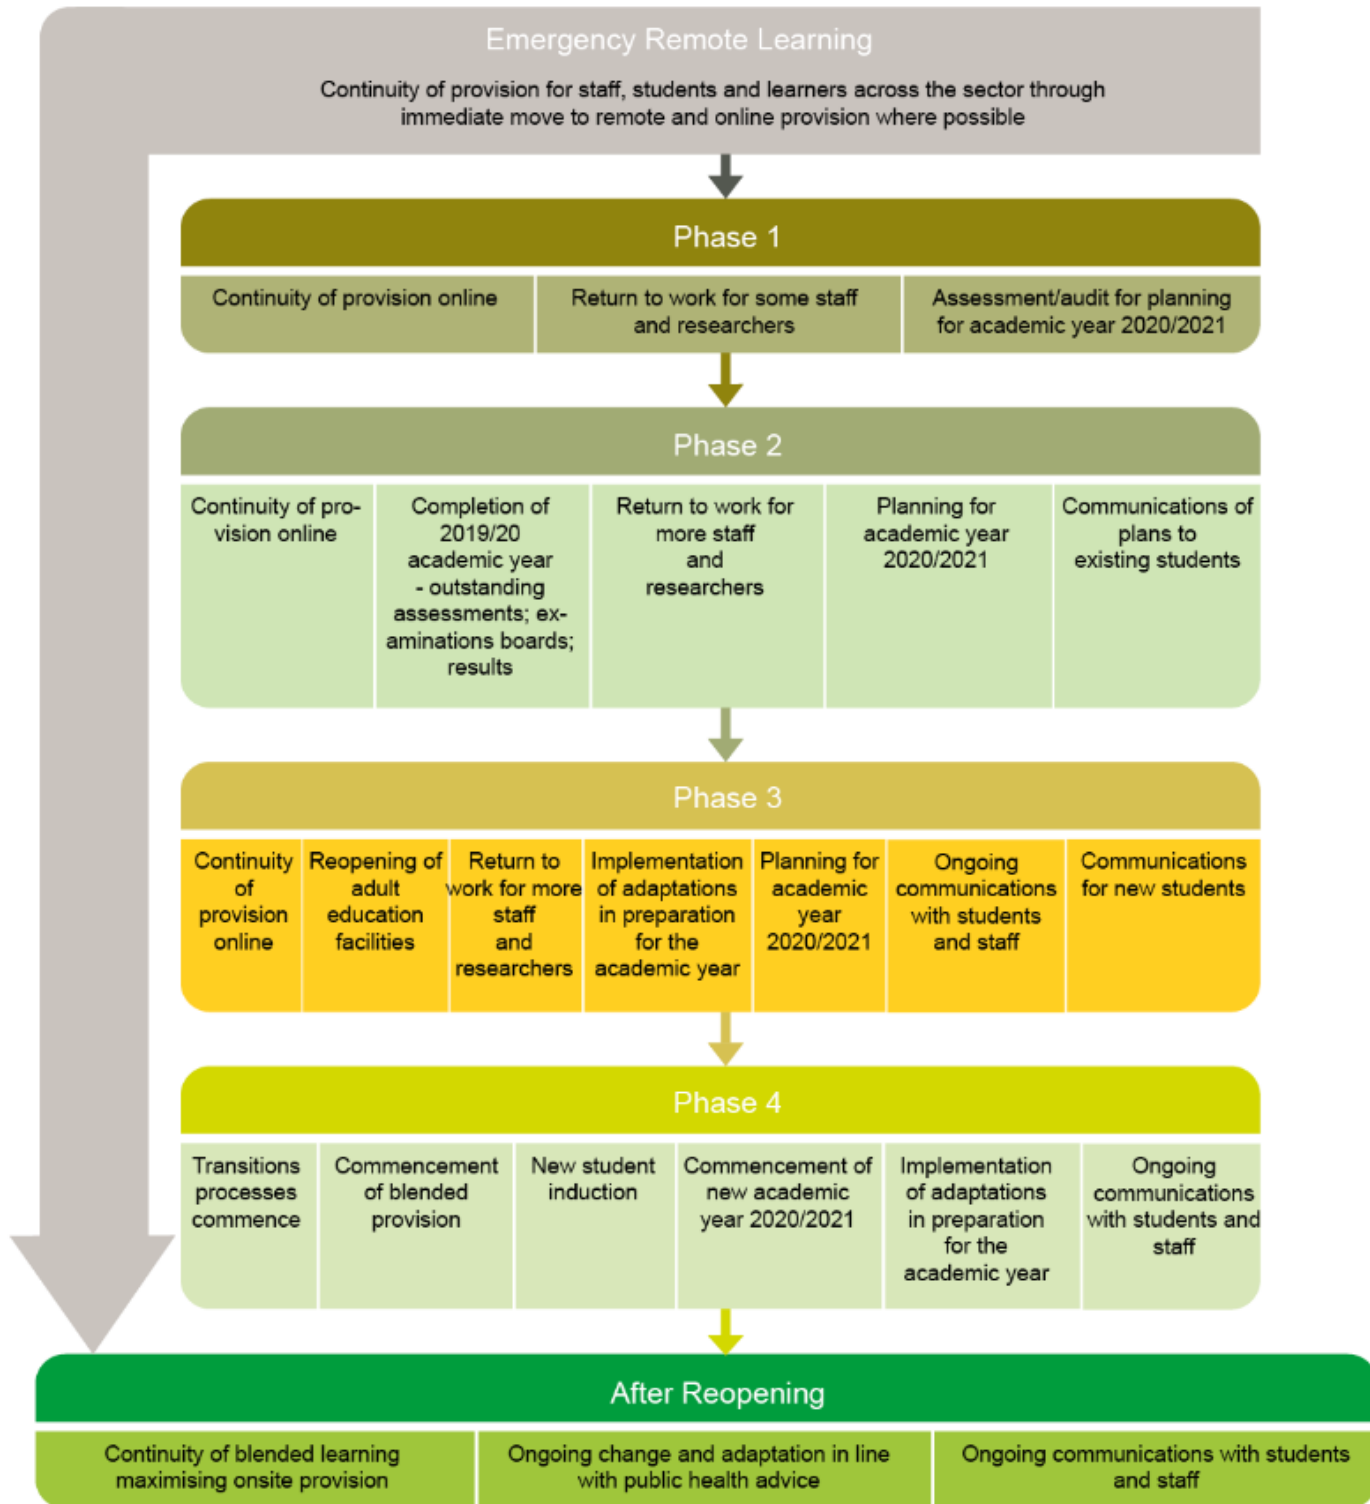 Emergency Remote Learning
Continuity of provision for staff, students and learners across the sector through
immediate move to remote and online provision where possible
Phase 1
Continuity of provision online
Return to work for some staff
and researchers
Assessment/audit for planning
for academic year 2020/2021
Phase 2
Continuity of pro-
vision online
Completion of
2019/20
academic year
- outstanding
assessments; ex-
aminations boards;
results
Return to work for
more staff
and
researchers
Planning for
academic year
2020/2021
Communications of
plans to
existing students
Phase 3
Continuity
of
provision
online
Reopening of
adult
education
facilities
Return to
work for more
staff
and
researchers
Implementation
of adaptations
in preparation
for the
academic year
Planning for
academic
year
2020/2021
Ongoing
communications
with students
and staff
Communications
for new students
Phase 4
Transitions
processes
commence
Commencement
of blended
provision
New student
induction
Commencement of
new academic
year 2020/2021
Implementation
of adaptations
in preparation
for the
academic year
Ongoing
communications
with students and
staff
After Reopening
Continuity of blended learning
maximising onsite provision
Ongoing change and adaptation in line
with public health advice
Ongoing communications with students
and staff